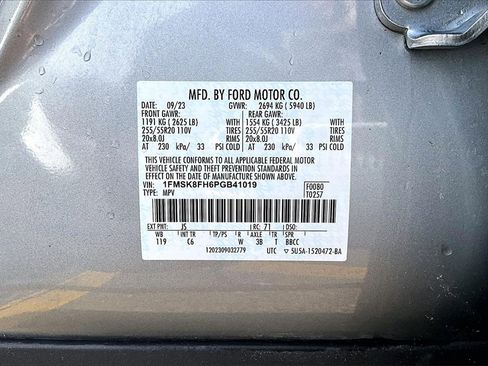 MFD. BY FORD MOTOR CO.
DATE: 09/23 GVWR: 2694 KG ( 5940 LB)
FRONT GAWR: REAR GAWR:
1191 KG ( 2625 LB) WITH 1554 KG ( 3425 LB) WITH
255/55R20 110V TIRES 255/55R20 110V TIRES
20x8.0J RIMS 20x8.0J RIMS
AT 230 kPa/ 33 PSI COLD AT 230 kPa/ 33 PSI COLD
THIS VEHICLE CONFORMS TO ALL APPLICABLE FEDERAL MOTOR
VEHICLE SAFETY AND THEFT PREVENTION STANDARDS IN EFFECT ON THE
DATE OF MANUFACTURE SHOWN ABOVE.
VIN: 1FMSK8FH6PGB41019
TYPE: MPV
F0080
T0257
EXT PNT: JS RC: 71 DSO:
WB INT TR TP/PS R AXLE TR SPR
119 C6 W 3B T BBCC
1202309032779 UTC 5U5A-1520472-BA